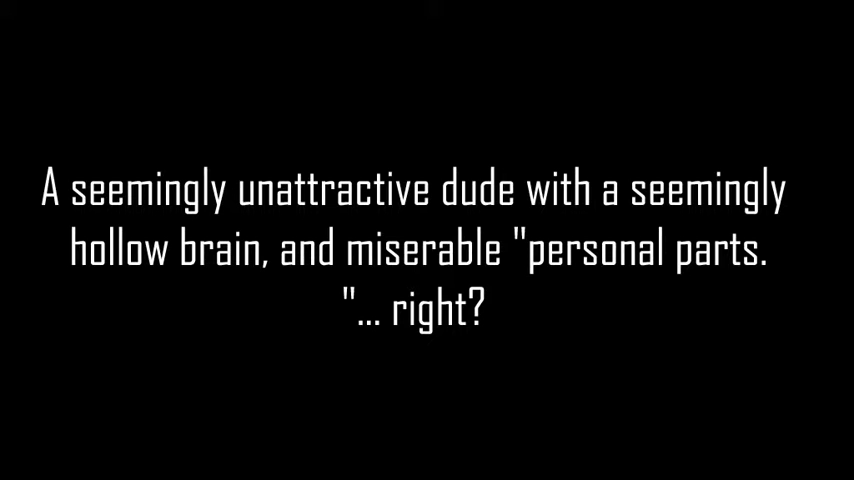 A seemingly unattractive dude with a seemingly
hollow brain, and miserable "personal parts.
"... right?